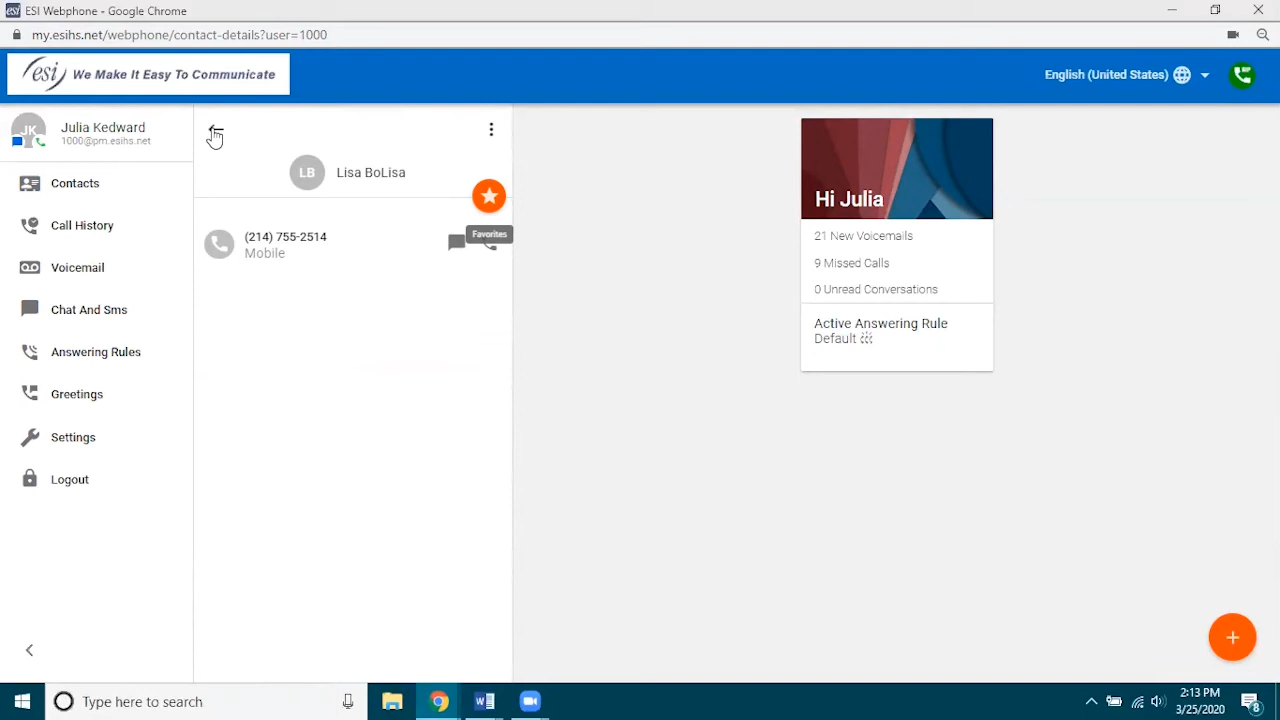 ESI Webphone - Google Chrome
my.esihs.net/webphone/contact-details?user=1000
esi We Make It Easy To Communicate
English (United States)
JK
Julia Kedward
1000@pm.esihs.net
Contacts
Call History
Voicemail
Chat And Sms
Answering Rules
Greetings
Settings
Logout
LB
Lisa BoLisa
Favorites
(214) 755-2514
Mobile
Hi Julia
21 New Voicemails
9 Missed Calls
0 Unread Conversations
Active Answering Rule
Default
Type here to search
2:13 PM
3/25/2020
8